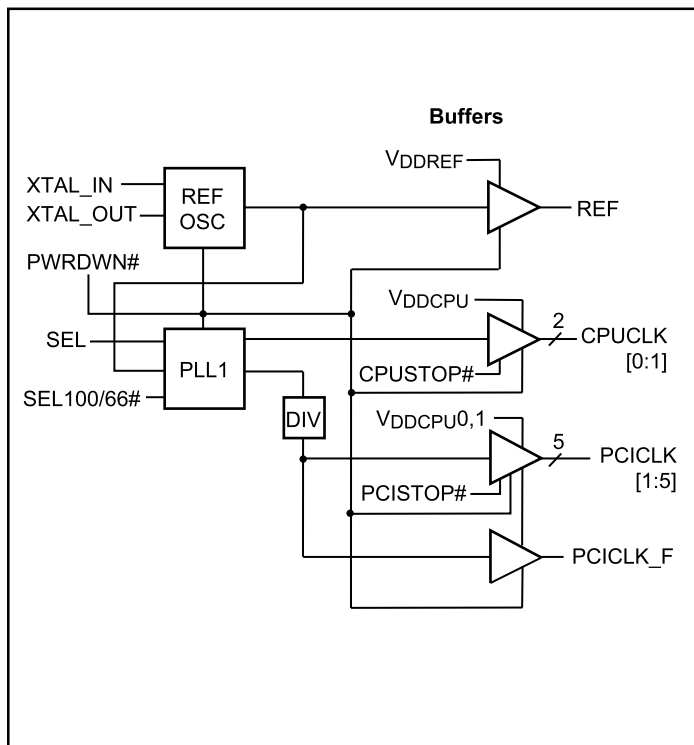 Buffers
VDDREF
XTAL_IN
REF
OSC
XTAL_OUT
REF
PWRDWN#
VDDCPU
2
SEL
CPUCLK
[0:1]
PLL1
CPUSTOP#
SEL100/66#
DIV
VDDCPU0,1
5
PCICLK
[1:5]
PCISTOP#
PCICLK_F